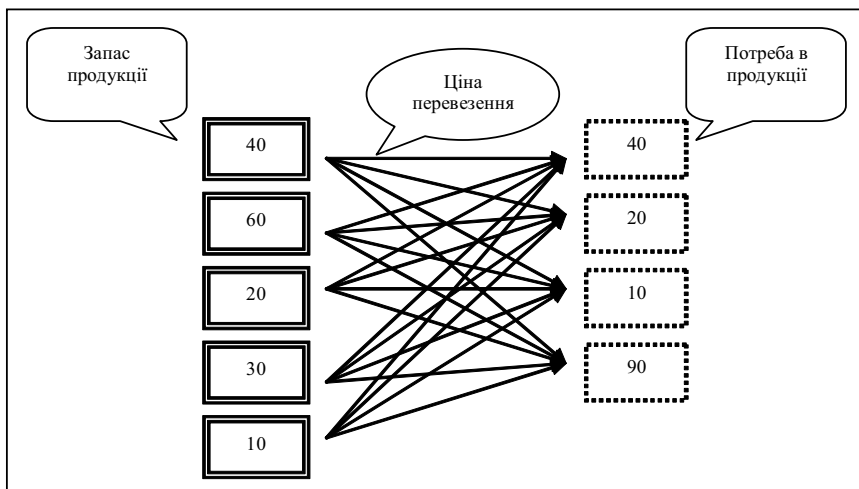 Запас
продукції
Ціна
перевезення
Потреба в
продукції
40
60
20
30
10
40
20
10
90